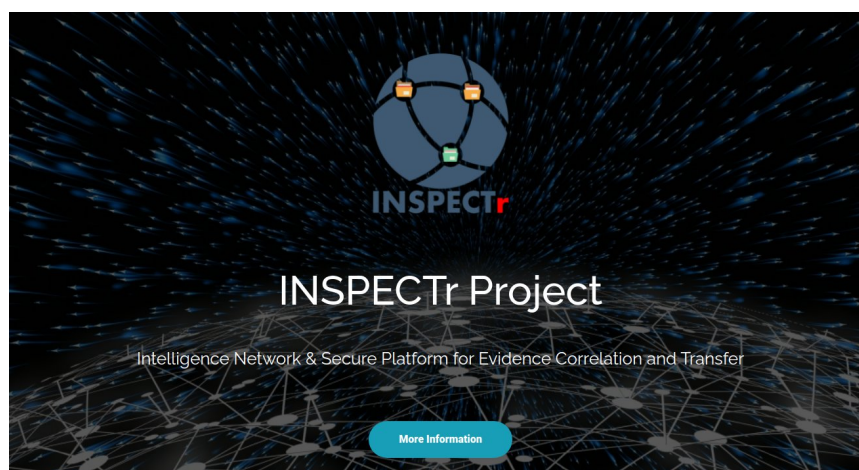 INSPECTr
INSPECTr Project
Intelligence Network & Secure Platform for Evidence Correlation and Transfer
More Information